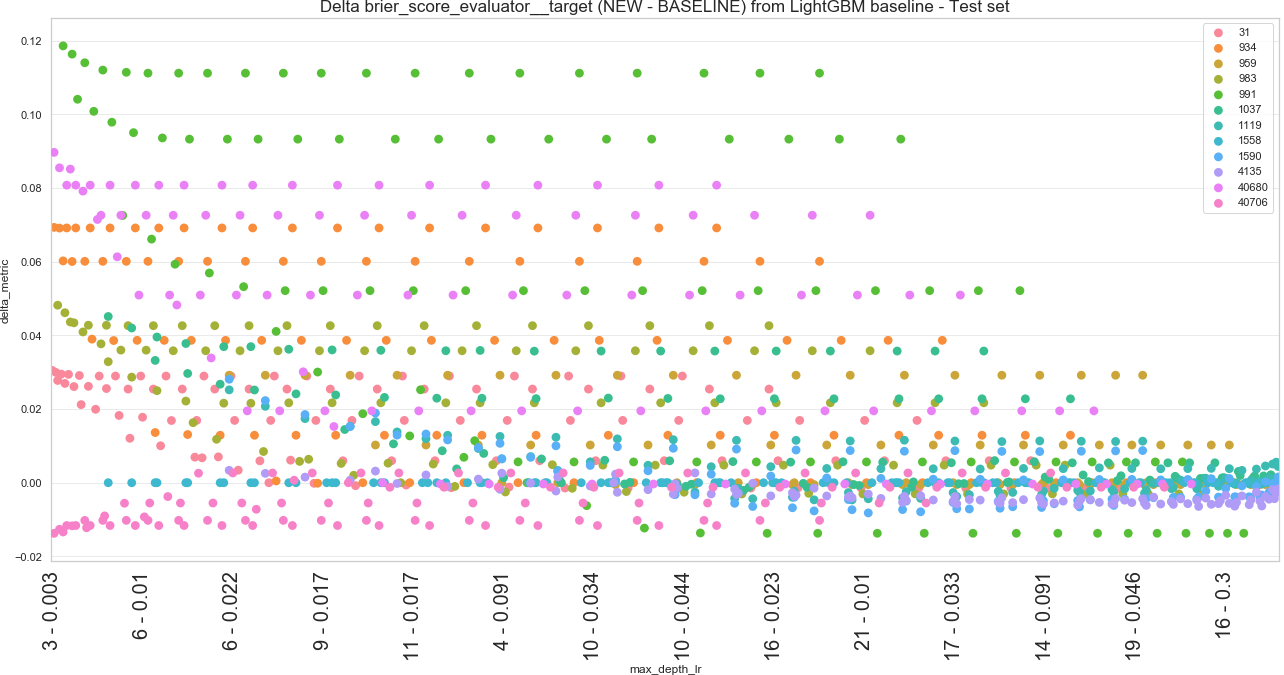 Delta brier_score_evaluator__target (NEW - BASELINE) from LightGBM baseline - Test set
delta_metric
0.12
0.10
0.08
0.06
0.04
0.02
0.00
−0.02
31
934
959
983
991
1037
1119
1558
1590
4135
40680
40706
3 - 0.003
6 - 0.01
6 - 0.022
9 - 0.017
11 - 0.017
4 - 0.091
10 - 0.034
10 - 0.044
16 - 0.023
21 - 0.01
17 - 0.033
14 - 0.091
19 - 0.046
16 - 0.3
max_depth_lr